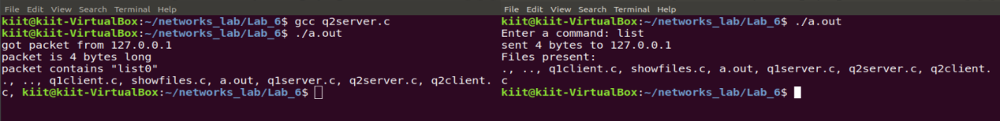 File Edit View Search Terminal Help
kiit@kiit-VirtualBox:~/networks_lab/Lab_6$ gcc q2server.c
kiit@kiit-VirtualBox:~/networks_lab/Lab_6$ ./a.out
got packet from 127.0.0.1
packet is 4 bytes long
packet contains "list0"
., .., q1client.c, showfiles.c, a.out, q1server.c, q2server.c, q2client.
c, kiit@kiit-VirtualBox:~/networks_lab/Lab_6$
File Edit View Search Terminal Help
kiit@kiit-VirtualBox:~/networks_lab/Lab_6$ ./a.out
Enter a command: list
sent 4 bytes to 127.0.0.1
Files present:
., .., q1client.c, showfiles.c, a.out, q1server.c, q2server.c, q2client.
c
kiit@kiit-VirtualBox:~/networks_lab/Lab_6$